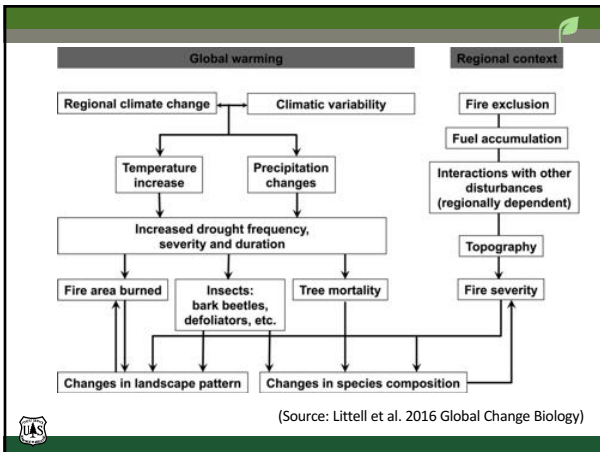 Global warming
Regional context
Regional climate change
Climatic variability
Fire exclusion
Fuel accumulation
Temperature
increase
Precipitation
changes
Interactions with other
disturbances
(regionally dependent)
Increased drought frequency,
severity and duration
Topography
Fire area burned
Insects:
bark beetles,
defoliators, etc.
Tree mortality
Fire severity
Changes in landscape pattern
Changes in species composition
(Source: Littell et al. 2016 Global Change Biology)
U S